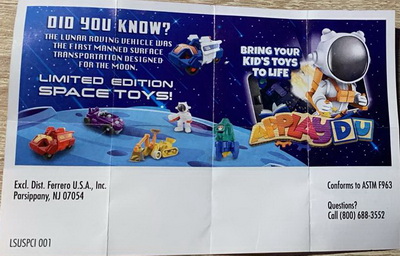 DID YOU KNOW?
THE LUNAR ROVING VEHICLE WAS
THE FIRST MANNED SURFACE
TRANSPORTATION DESIGNED
FOR THE MOON.
LIMITED EDITION
SPACE TOYS!
BRING YOUR
KID'S TOYS
TO LIFE
APPLAYDU
Excl. Dist. Ferrero U.S.A., Inc.
Parsippany, NJ 07054
Conforms to ASTM F963
Questions?
Call (800) 688-3552
LSUSPCI 001